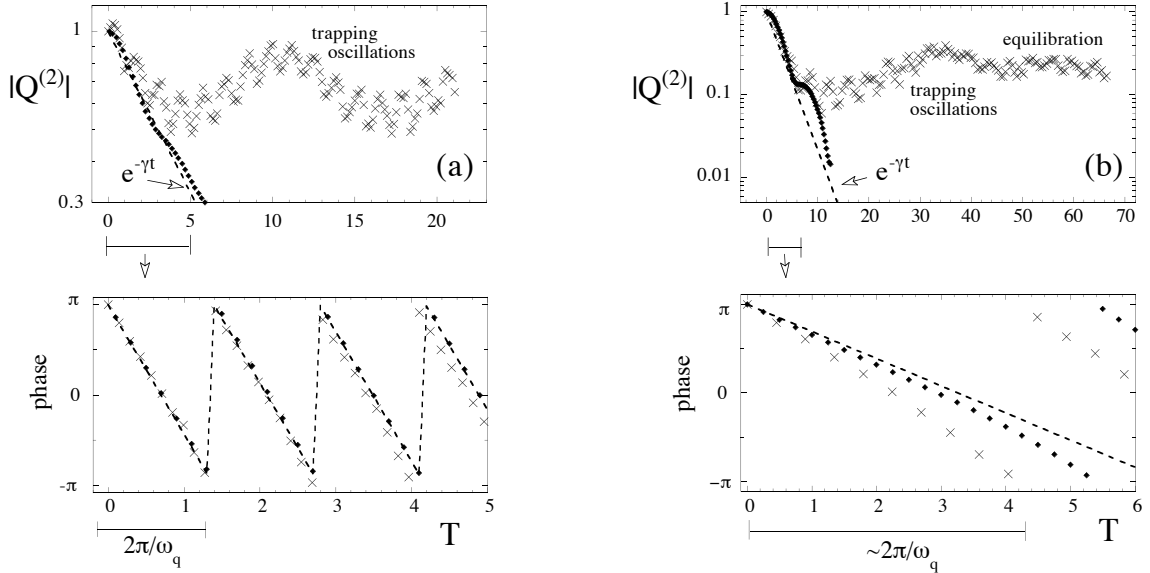 1
trapping
oscillations
|Q(2)|
(a)
e-γt
0.3
0 5 10 15 20
π
phase
0
-π
0 1 2 3 4 5
2π/ωq
T
1
equilibration
|Q(2)|
0.1
trapping
oscillations
(b)
e-γt
0.01
0 10 20 30 40 50 60 70
π
phase
0
−π
0 1 2 3 4 5 6
~2π/ωq
T